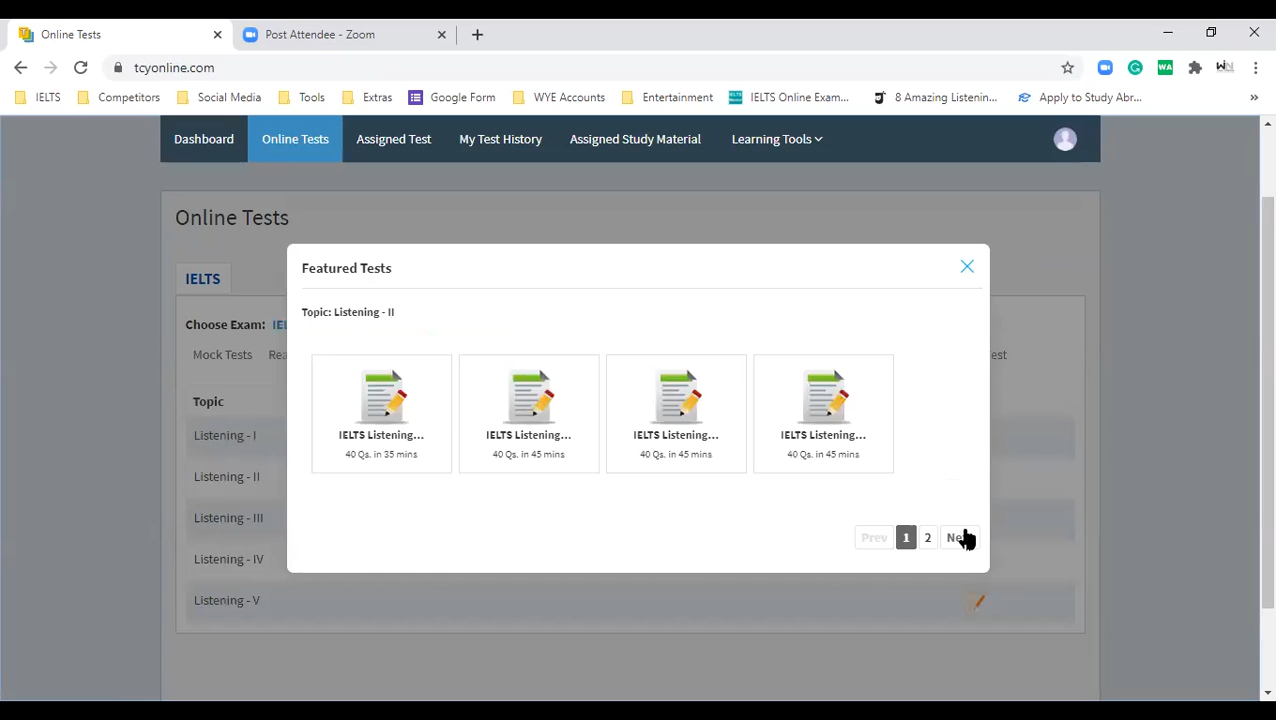 Online Tests
Post Attendee - Zoom
tcyonline.com
IELTS
Competitors
Social Media
Tools
Extras
Google Form
WYE Accounts
Entertainment
IELTS Online Exam...
8 Amazing Listenin...
Apply to Study Abr...
Dashboard
Online Tests
Assigned Test
My Test History
Assigned Study Material
Learning Tools
Online Tests
IELTS
Choose Exam:
Mock Tests
Topic
Listening - I
Listening - II
Listening - III
Listening - IV
Listening - V
Featured Tests
Topic: Listening - II
IELTS Listening...
40 Qs. in 35 mins
IELTS Listening...
40 Qs. in 45 mins
IELTS Listening...
40 Qs. in 45 mins
IELTS Listening...
40 Qs. in 45 mins
Prev
1
2